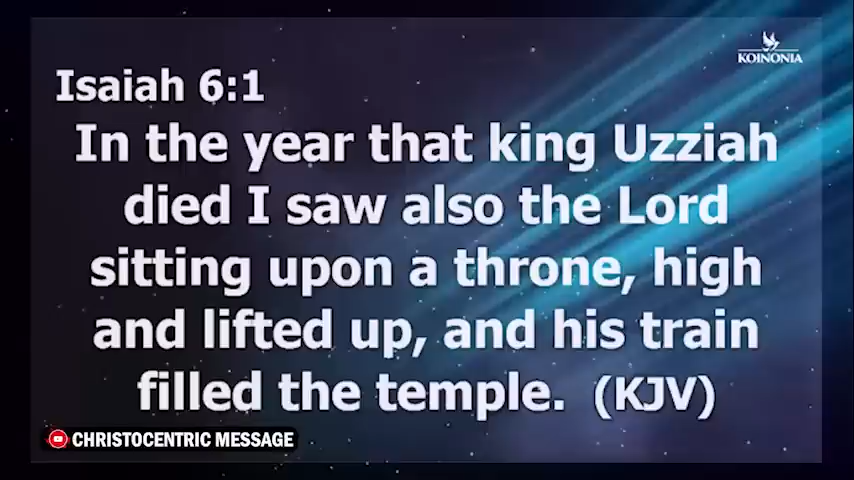 KOINONIA
Isaiah 6:1
In the year that king Uzziah
died I saw also the Lord
sitting upon a throne, high
and lifted up, and his train
filled the temple. (KJV)
CHRISTOCENTRIC MESSAGE